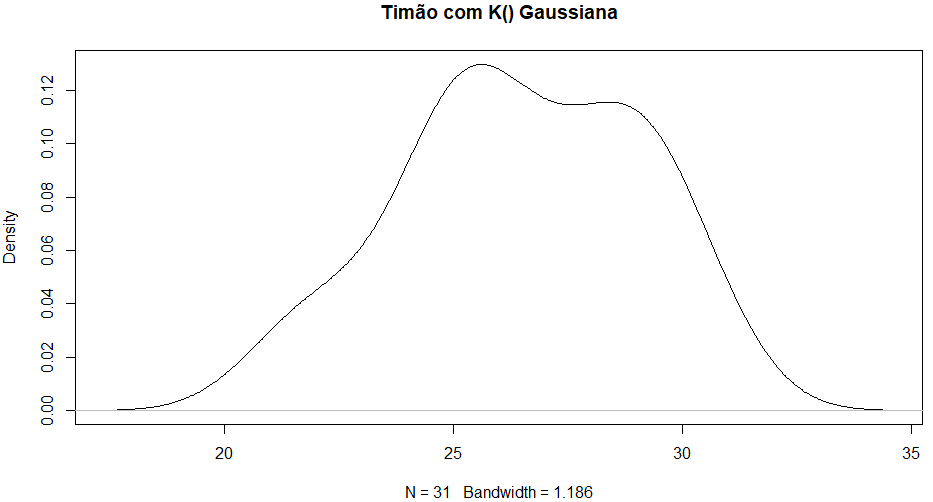 Timão com K() Gaussiana
Density
0.12
0.10
0.08
0.06
0.04
0.02
0.00
20 25 30 35
N = 31 Bandwidth = 1.186